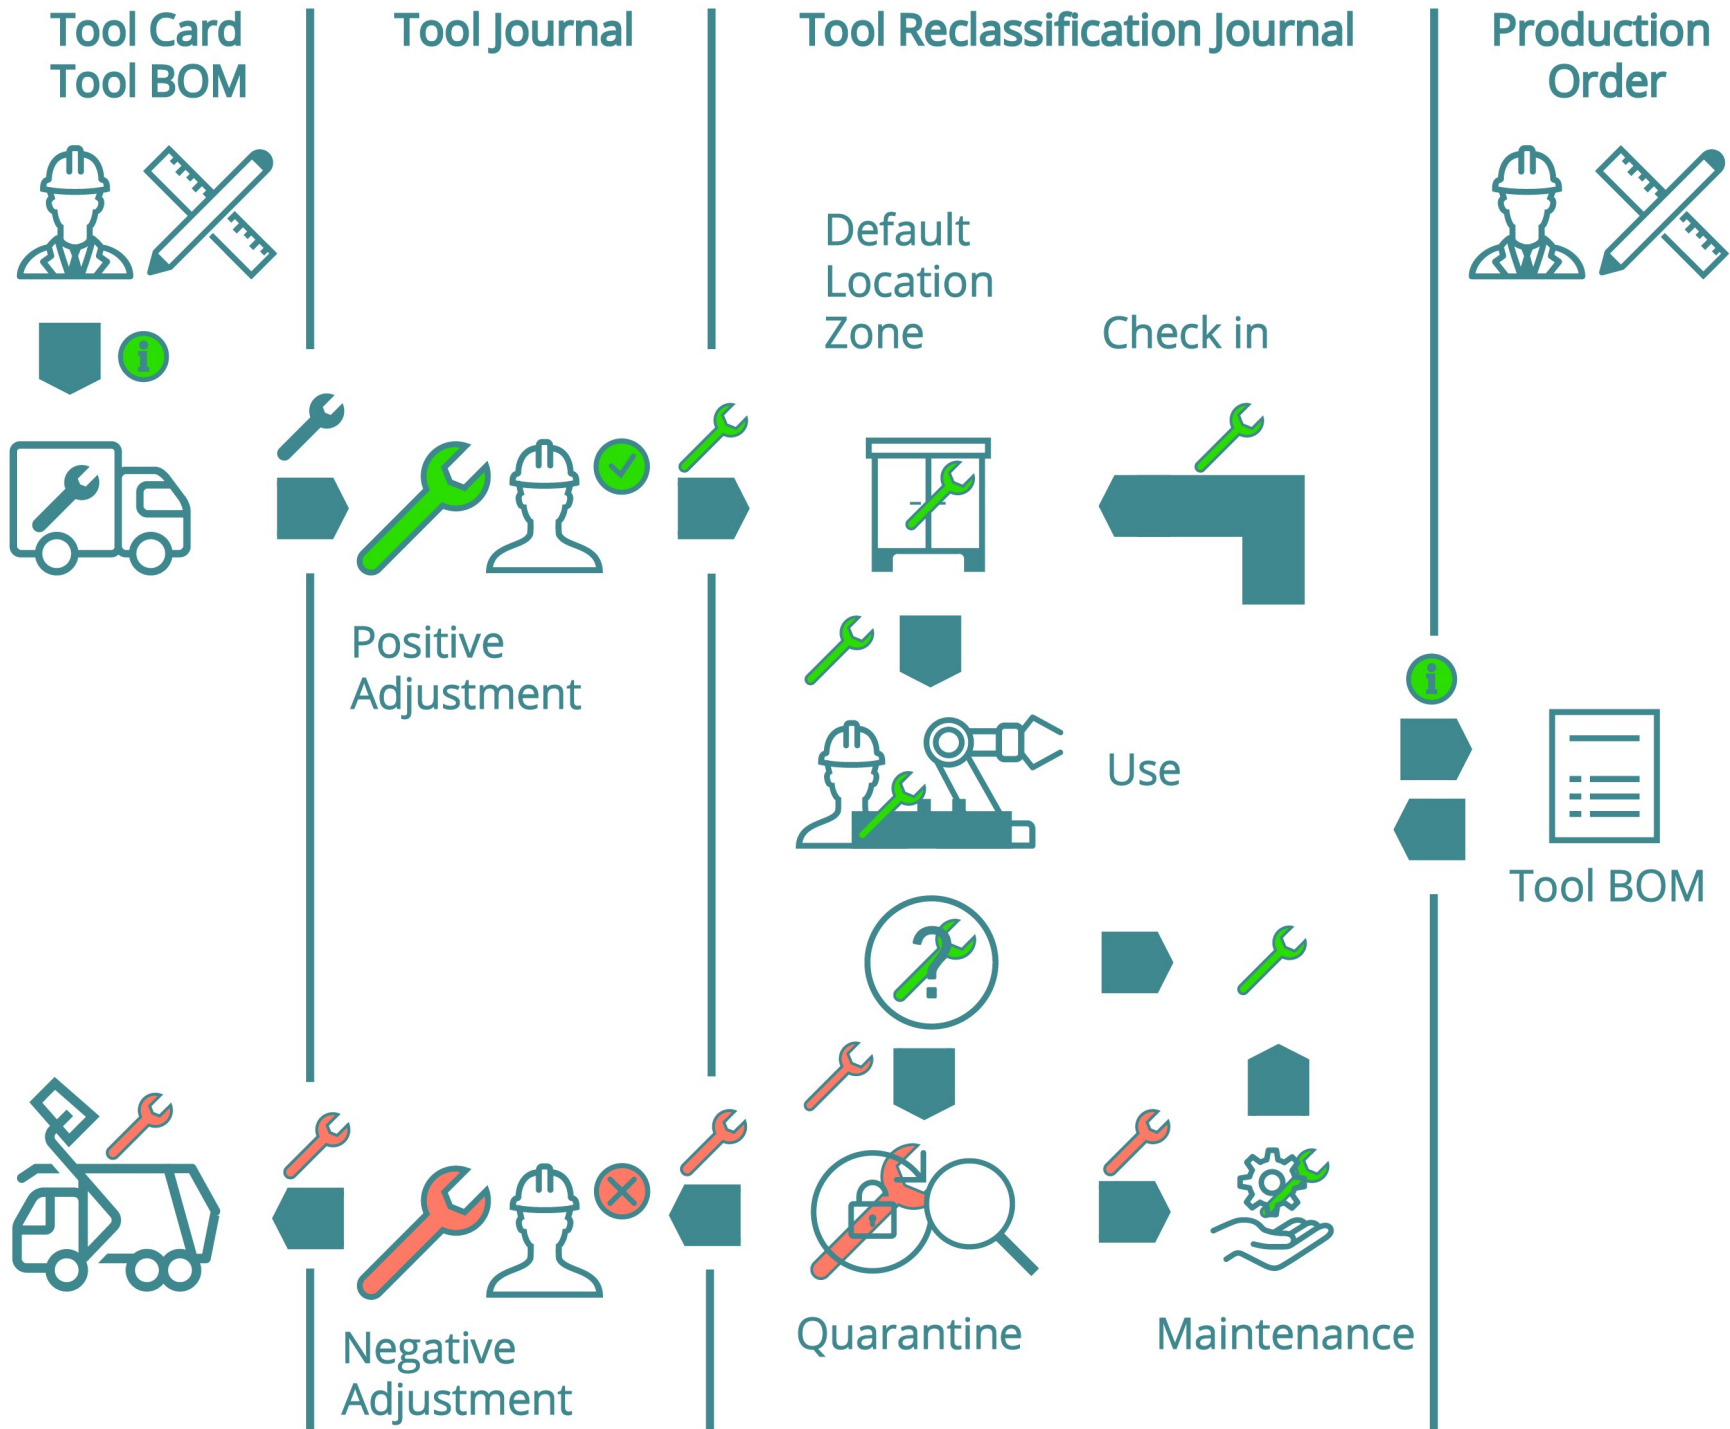 Tool Card
Tool BOM
Tool Journal
Tool Reclassification Journal
Production
Order
Default
Location
Zone
Check in
Positive
Adjustment
Use
Tool BOM
Quarantine
Maintenance
Negative
Adjustment